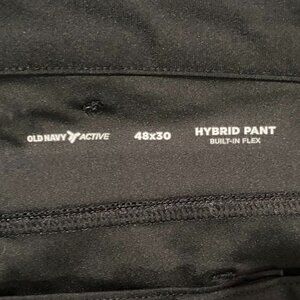 OLD NAVY ACTIVE 48x30 HYBRID PANT
BUILT-IN FLEX